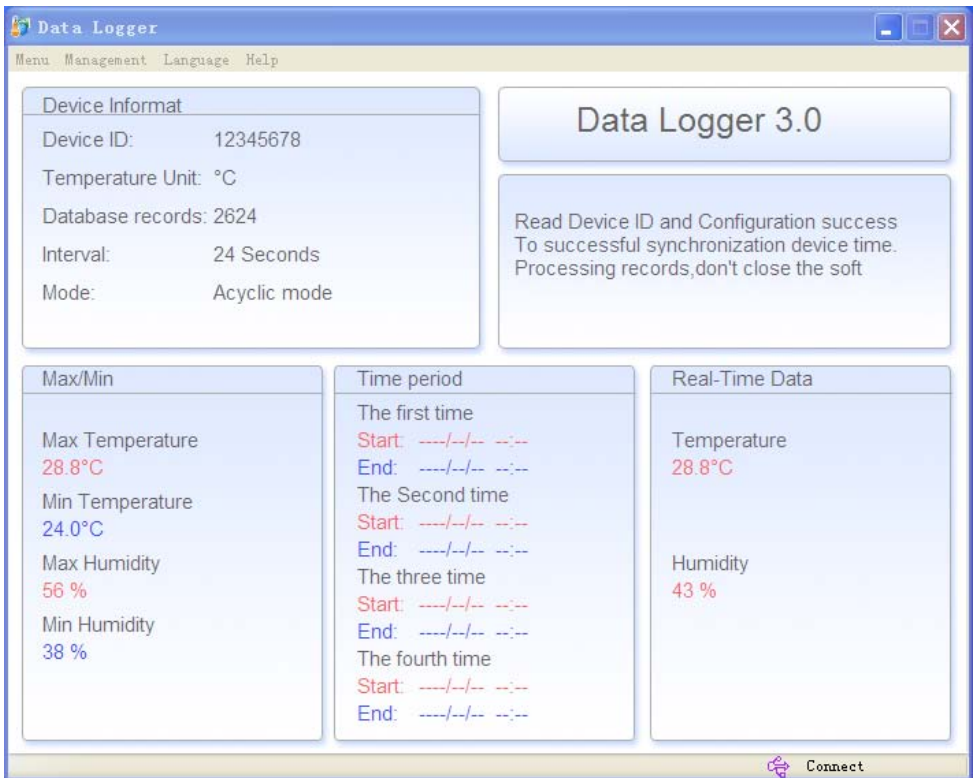 Data Logger
Menu Management Language Help
Device Informat
Device ID: 12345678
Temperature Unit: °C
Database records: 2624
Interval: 24 Seconds
Mode: Acyclic mode
Data Logger 3.0
Read Device ID and Configuration success
To successful synchronization device time.
Processing records,don't close the soft
Max/Min
Max Temperature
28.8°C
Min Temperature
24.0°C
Max Humidity
56 %
Min Humidity
38 %
Time period
The first time
Start: ----/--/-- --:--
End: ----/--/-- --:--
The Second time
Start: ----/--/-- --:--
End: ----/--/-- --:--
The three time
Start: ----/--/-- --:--
End: ----/--/-- --:--
The fourth time
Start: ----/--/-- --:--
End: ----/--/-- --:--
Real-Time Data
Temperature
28.8°C
Humidity
43 %
Connect